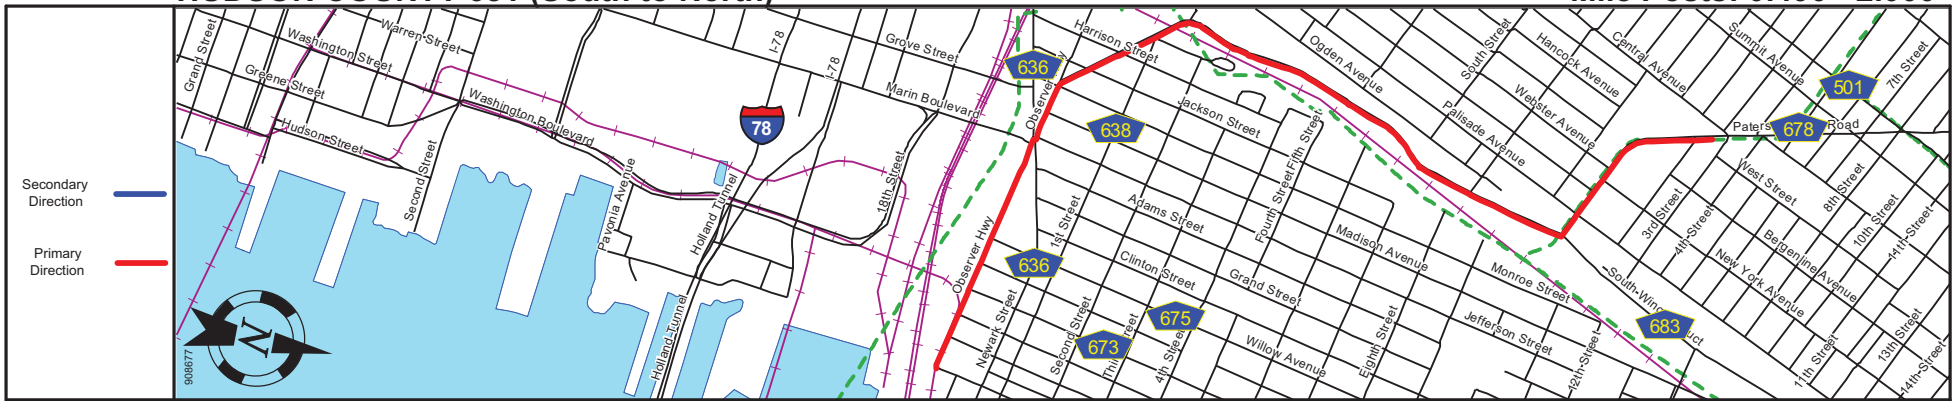 Secondary
Direction
Primary
Direction
Grand Street
Warren Street
Washington Street
Greene Street
Hudson Street
Washington Boulevard
Second Street
Pavonia Avenue
I-78
I-78
78
Holland Tunnel
Holland Tunnel
18th Street
Grove Street
Marin Boulevard
Harrison Street
636
638
Jackson Street
Observer Hwy
1st Street
Adams Street
Fourth Street
Fifth Street
636
Clinton Street
Grand Street
Madison Avenue
Monroe Street
Newark Street
Second Street
673
675
4th Street
Willow Avenue
Eighth Street
Jefferson Street
12th Street
683
Ogden Avenue
South Street
Hancock Avenue
Central Avenue
Summit Avenue
Palisade Avenue
Webster Avenue
501
7th Street
678
Road
West Street
8th Street
3rd Street
4th Street
Bergenline Avenue
New York Avenue
10th Street
14th Street
11th Street
13th Street
14th Street
N
908677